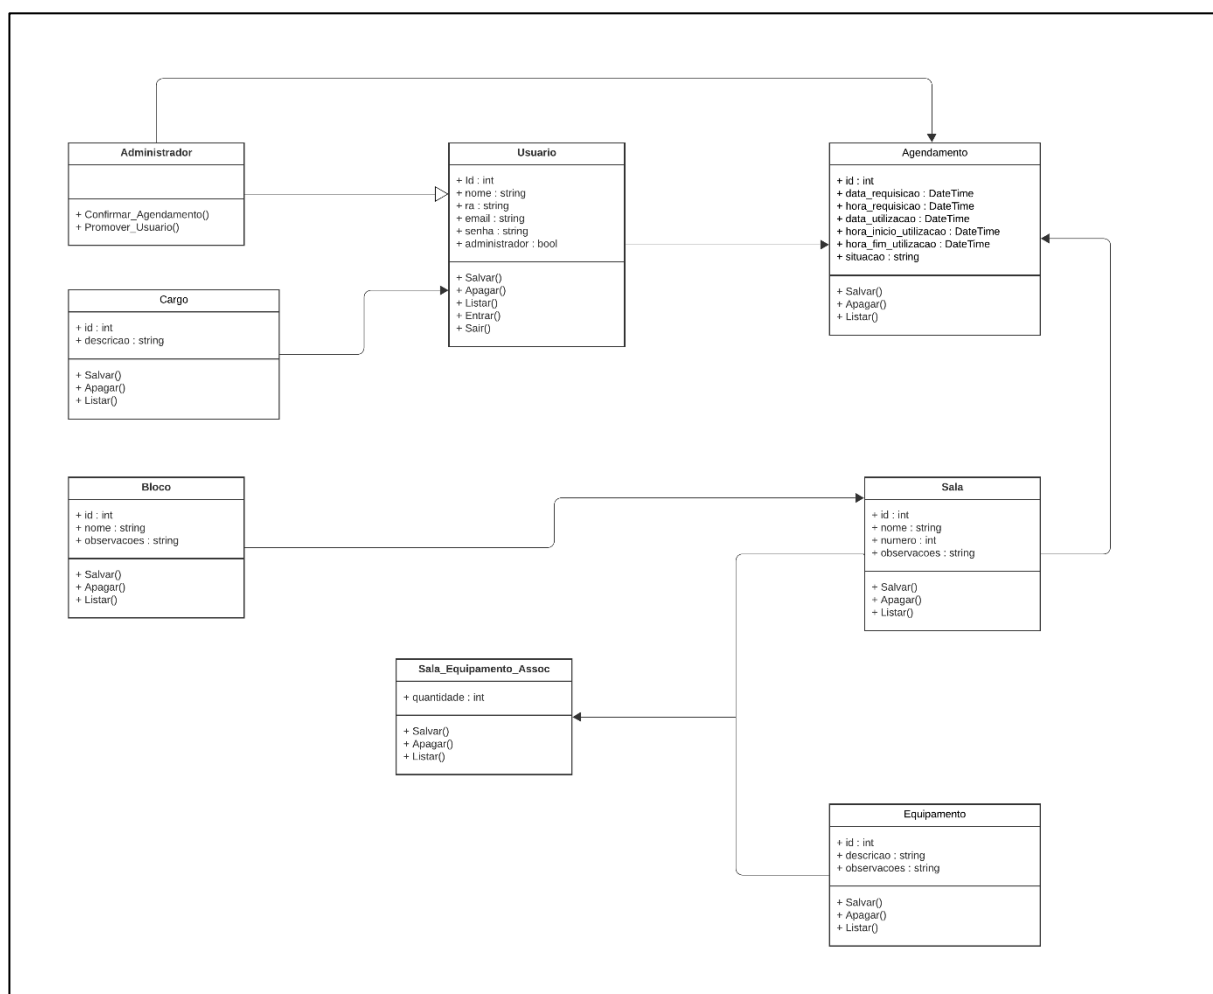 Administrador
+ Confirmar_Agendamento()
+ Promover_Usuario()
Usuario
+ Id : int
+ nome : string
+ ra : string
+ email : string
+ senha : string
+ administrador : bool
+ Salvar()
+ Apagar()
+ Listar()
+ Entrar()
+ Sair()
Agendamento
+ id : int
+ data_requisicao : DateTime
+ hora_requisicao : DateTime
+ data_utilizacao : DateTime
+ hora_inicio_utilizacao : DateTime
+ hora_fim_utilizacao : DateTime
+ situacao : string
+ Salvar()
+ Apagar()
+ Listar()
Cargo
+ id : int
+ descricao : string
+ Salvar()
+ Apagar()
+ Listar()
Bloco
+ id : int
+ nome : string
+ observacoes : string
+ Salvar()
+ Apagar()
+ Listar()
Sala
+ id : int
+ nome : string
+ numero : int
+ observacoes : string
+ Salvar()
+ Apagar()
+ Listar()
Sala_Equipamento_Assoc
+ quantidade : int
+ Salvar()
+ Apagar()
+ Listar()
Equipamento
+ id : int
+ descricao : string
+ observacoes : string
+ Salvar()
+ Apagar()
+ Listar()